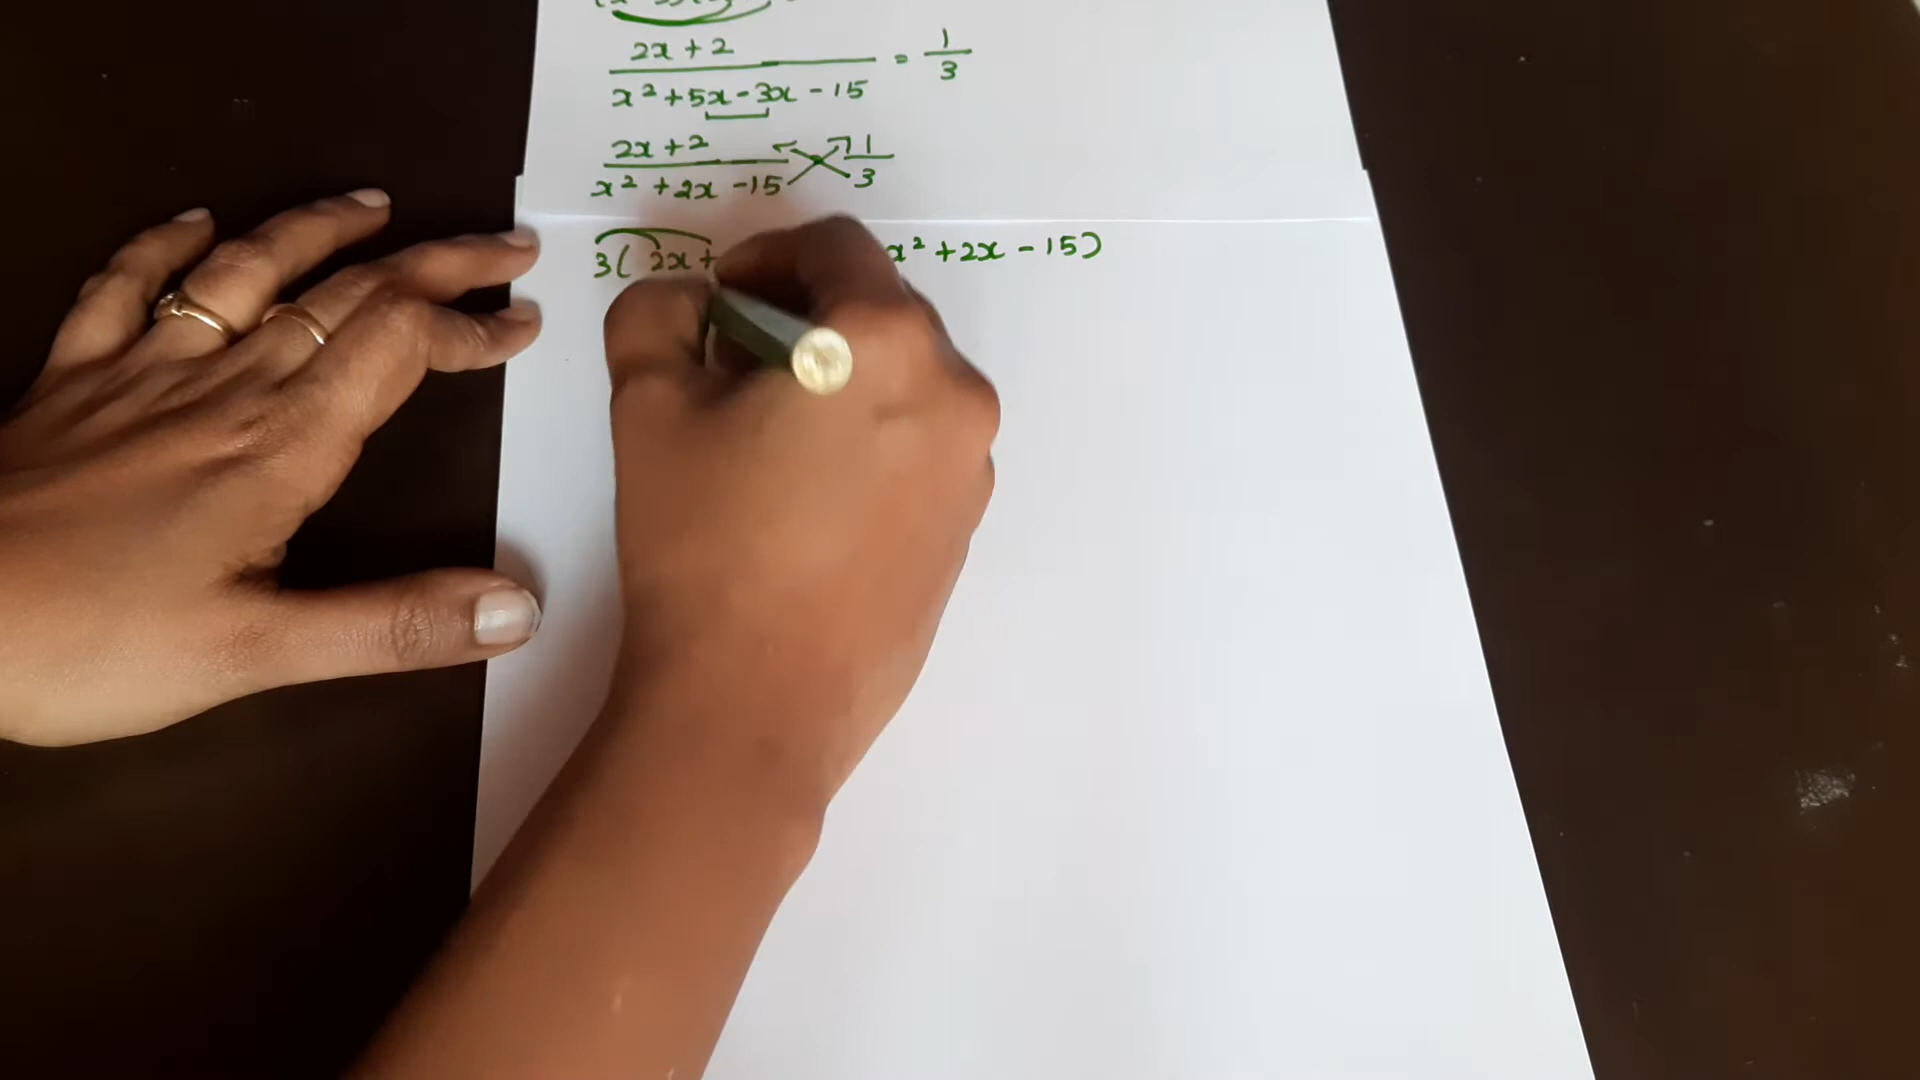 2x + 2 / x² + 5x - 3x - 15 = 1/3
2x + 2 / x² + 2x - 15 1/3
3( 2x + x² + 2x - 15)